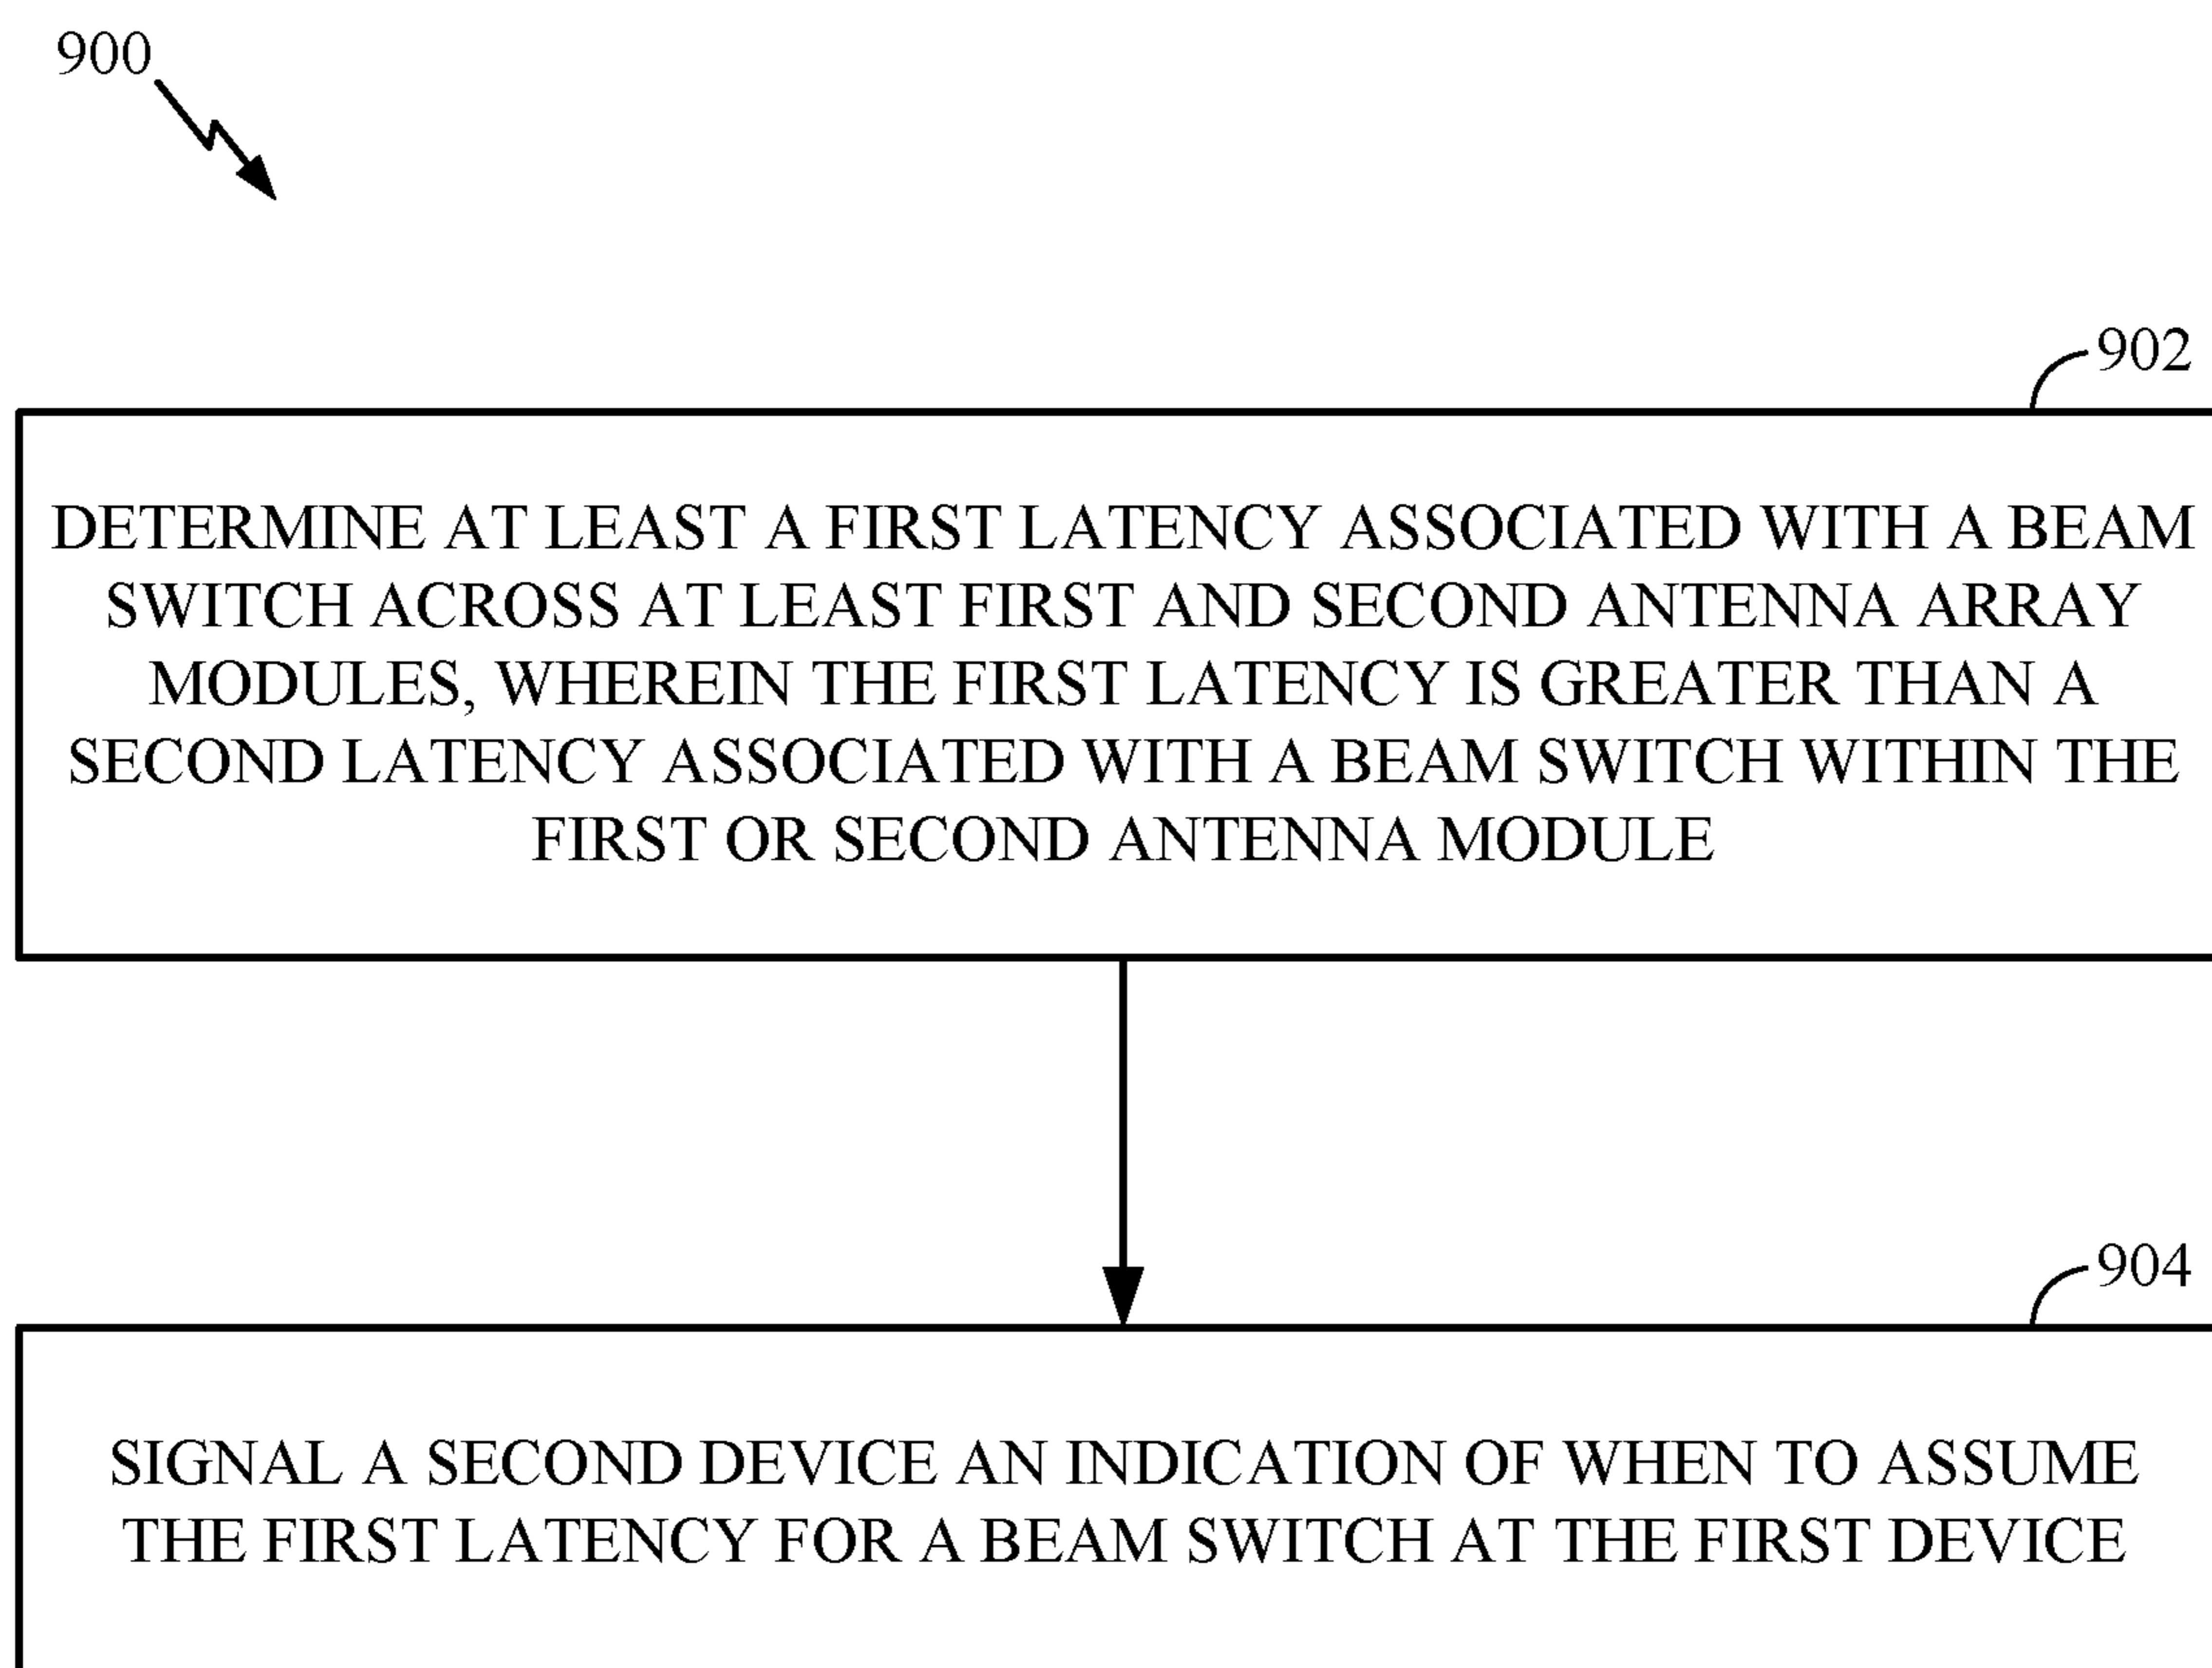 900
902
DETERMINE AT LEAST A FIRST LATENCY ASSOCIATED WITH A BEAM
SWITCH ACROSS AT LEAST FIRST AND SECOND ANTENNA ARRAY
MODULES, WHEREIN THE FIRST LATENCY IS GREATER THAN A
SECOND LATENCY ASSOCIATED WITH A BEAM SWITCH WITHIN THE
FIRST OR SECOND ANTENNA MODULE
904
SIGNAL A SECOND DEVICE AN INDICATION OF WHEN TO ASSUME
THE FIRST LATENCY FOR A BEAM SWITCH AT THE FIRST DEVICE